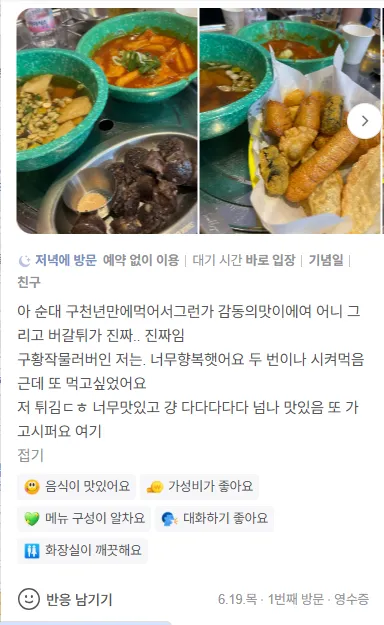 저녁에 방문 예약 없이 이용 대기 시간 바로 입장 기념일
친구
아 순대 구천년만에먹어서그런가 감동의맛이에여 어니 그
리고 버갈튀가 진짜.. 진짜임
구황작물러버인 저는. 너무향복햇어요 두 번이나 시켜먹음
근데 또 먹고싶었어요
저 튀김ㄷㅎ 너무맛있고 걍 다다다다다 넘나 맛있음 또 가
고시퍼요 여기
접기
음식이 맛있어요 가성비가 좋아요
메뉴 구성이 알차요 대화하기 좋아요
화장실이 깨끗해요
반응 남기기 6.19.목 · 1번째 방문 · 영수증